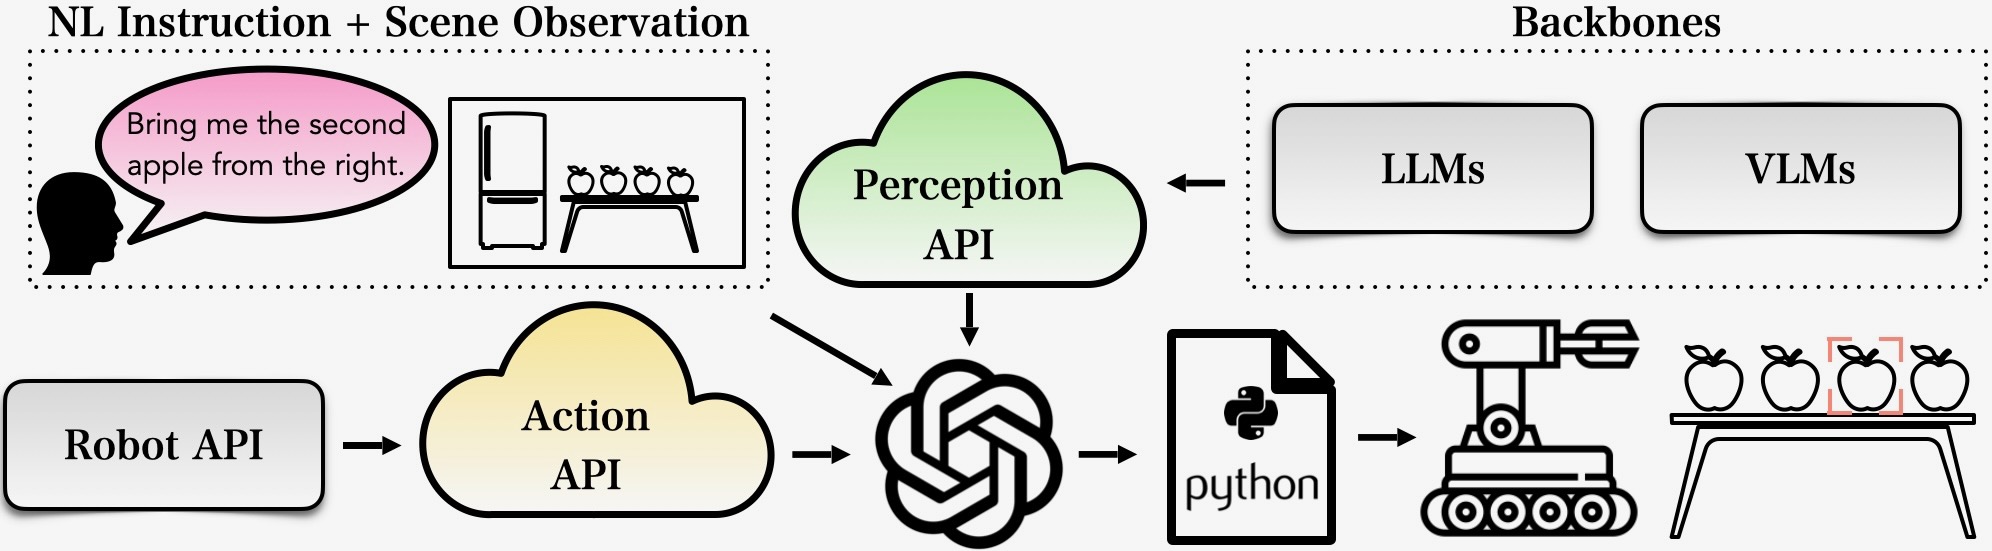 NL Instruction + Scene Observation
Backbones
Bring me the second
apple from the right.
Perception
API
LLMs
VLMs
Robot API
Action
API
python